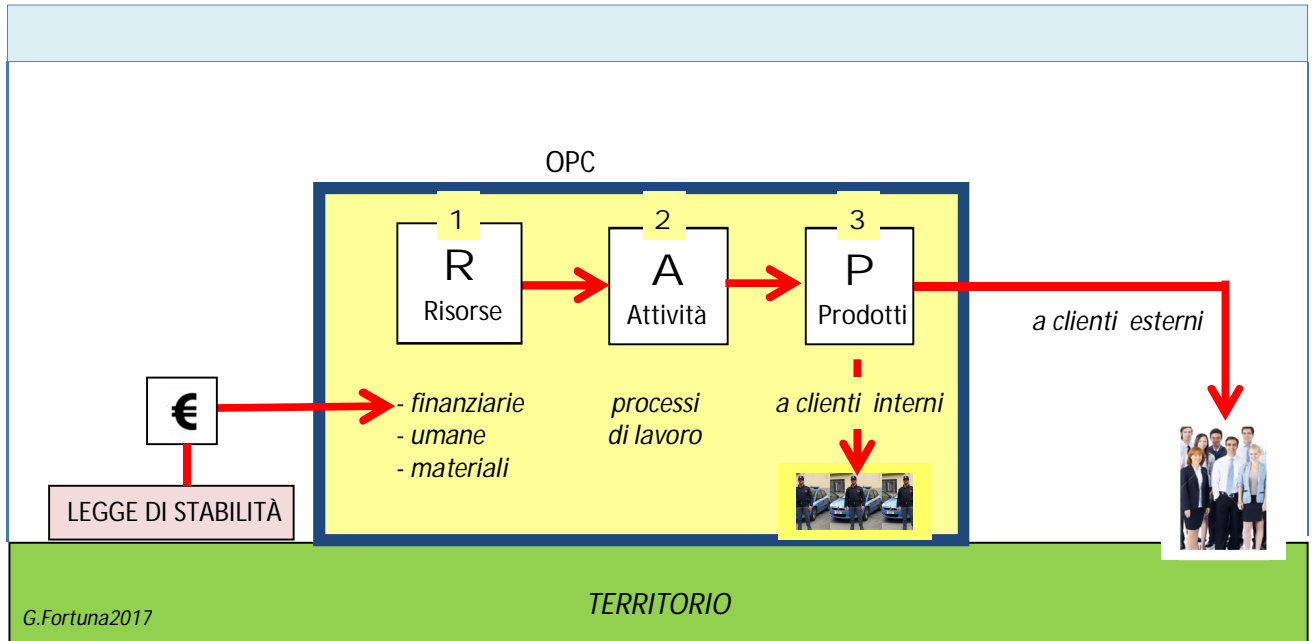 OPC
1
R
Risorse
2
A
Attività
3
P
Prodotti
a clienti esterni
€
- finanziarie
- umane
- materiali
processi
di lavoro
a clienti interni
LEGGE DI STABILITÀ
TERRITORIO
G.Fortuna2017